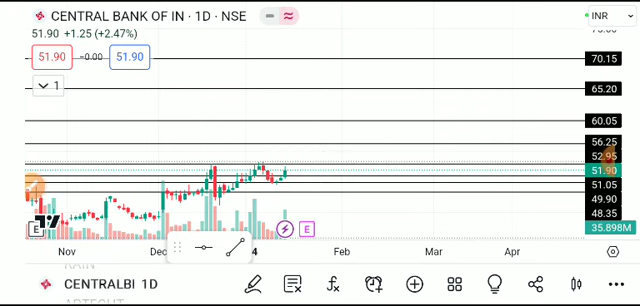 CENTRAL BANK OF IN · 1D · NSE
INR
51.90 +1.25 (+2.47%)
51.90 −0.00 51.90
1
70.15
65.20
60.05
56.25
52.95
51.90
51.05
49.90
48.35
35.898M
E E
Nov Dec 4 Feb Mar Apr
CENTRALBI 1D